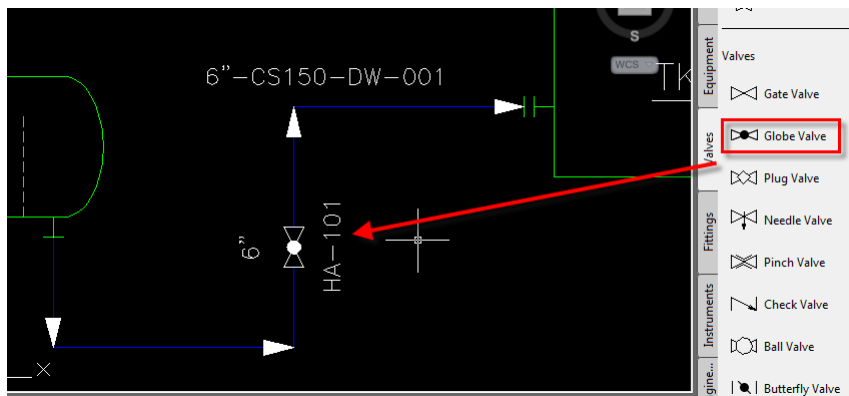 6"-CS150-DW-001
6"
HA-101
S
WCS
TK
Equipment
Valves
Fittings
Instruments
Valves
Gate Valve
Globe Valve
Plug Valve
Needle Valve
Pinch Valve
Check Valve
Ball Valve
Butterfly Valve